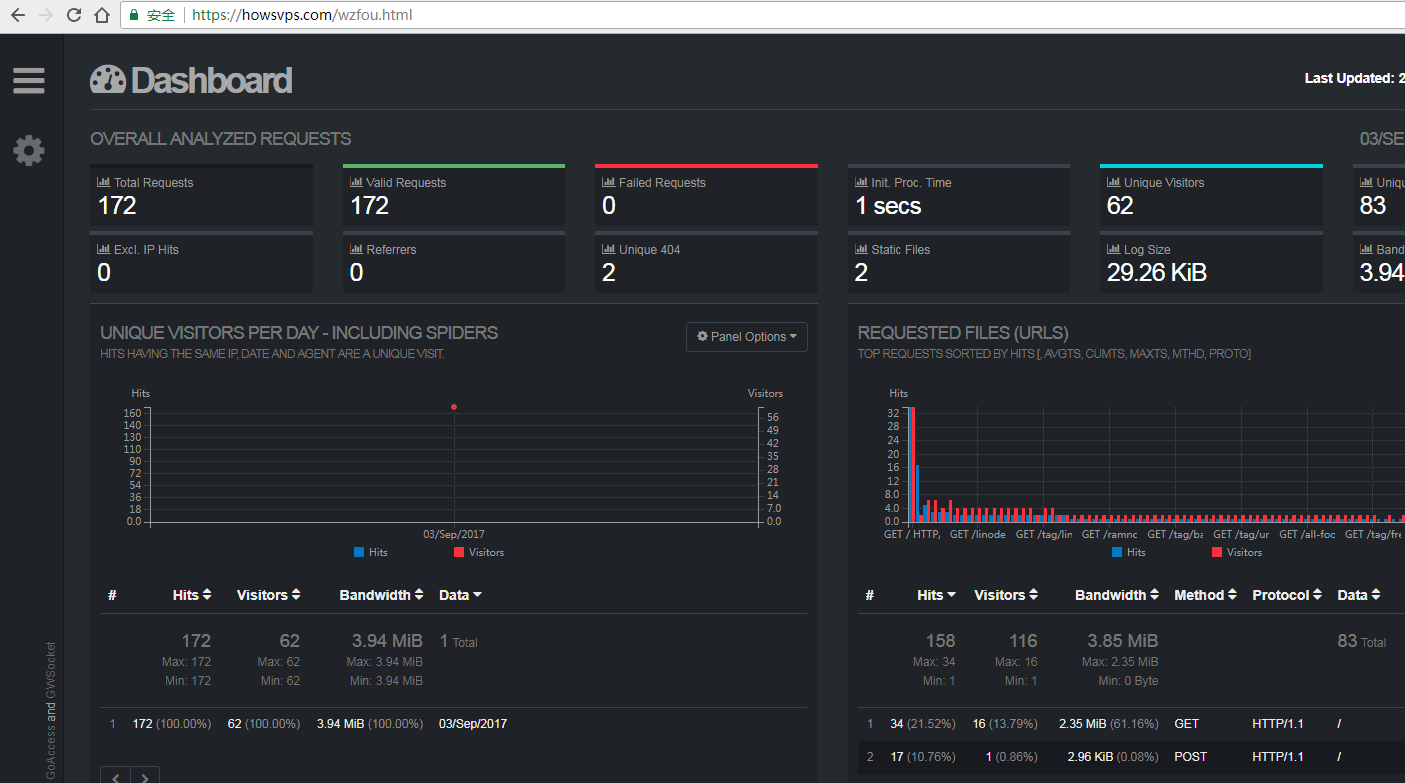 安全 https://howsvps.com/wzfou.html
Dashboard
Last Updated: 2
OVERALL ANALYZED REQUESTS
03/SE
Total Requests
172
Valid Requests
172
Failed Requests
0
Init. Proc. Time
1 secs
Unique Visitors
62
Uniqu
83
Excl. IP Hits
0
Referrers
0
Unique 404
2
Static Files
2
Log Size
29.26 KiB
Band
3.94
UNIQUE VISITORS PER DAY - INCLUDING SPIDERS
HITS HAVING THE SAME IP, DATE AND AGENT ARE A UNIQUE VISIT.
Panel Options
Hits
Visitors
160
140
130
110
90
72
54
36
18
0.0
56
49
42
35
28
21
14
7.0
0.0
03/Sep/2017
Hits Visitors
# Hits Visitors Bandwidth Data
172 62 3.94 MiB 1 Total
Max: 172 Max: 62 Max: 3.94 MiB
Min: 172 Min: 62 Min: 3.94 MiB
1 172 (100.00%) 62 (100.00%) 3.94 MiB (100.00%) 03/Sep/2017
REQUESTED FILES (URLS)
TOP REQUESTS SORTED BY HITS [, AVGTS, CUMTS, MAXTS, MTHD, PROTO]
Hits
32
28
24
20
16
12
8.0
4.0
0.0
GET / HTTP, GET /linode GET /tag/lin GET /ramnc GET /tag/ba GET /tag/ur GET /all-foc GET /tag/fre
Hits Visitors
# Hits Visitors Bandwidth Method Protocol Data
158 116 3.85 MiB 83 Total
Max: 34 Max: 16 Max: 2.35 MiB
Min: 1 Min: 1 Min: 0 Byte
1 34 (21.52%) 16 (13.79%) 2.35 MiB (61.16%) GET HTTP/1.1 /
2 17 (10.76%) 1 (0.86%) 2.96 KiB (0.08%) POST HTTP/1.1 /
GoAccess and GWSocket